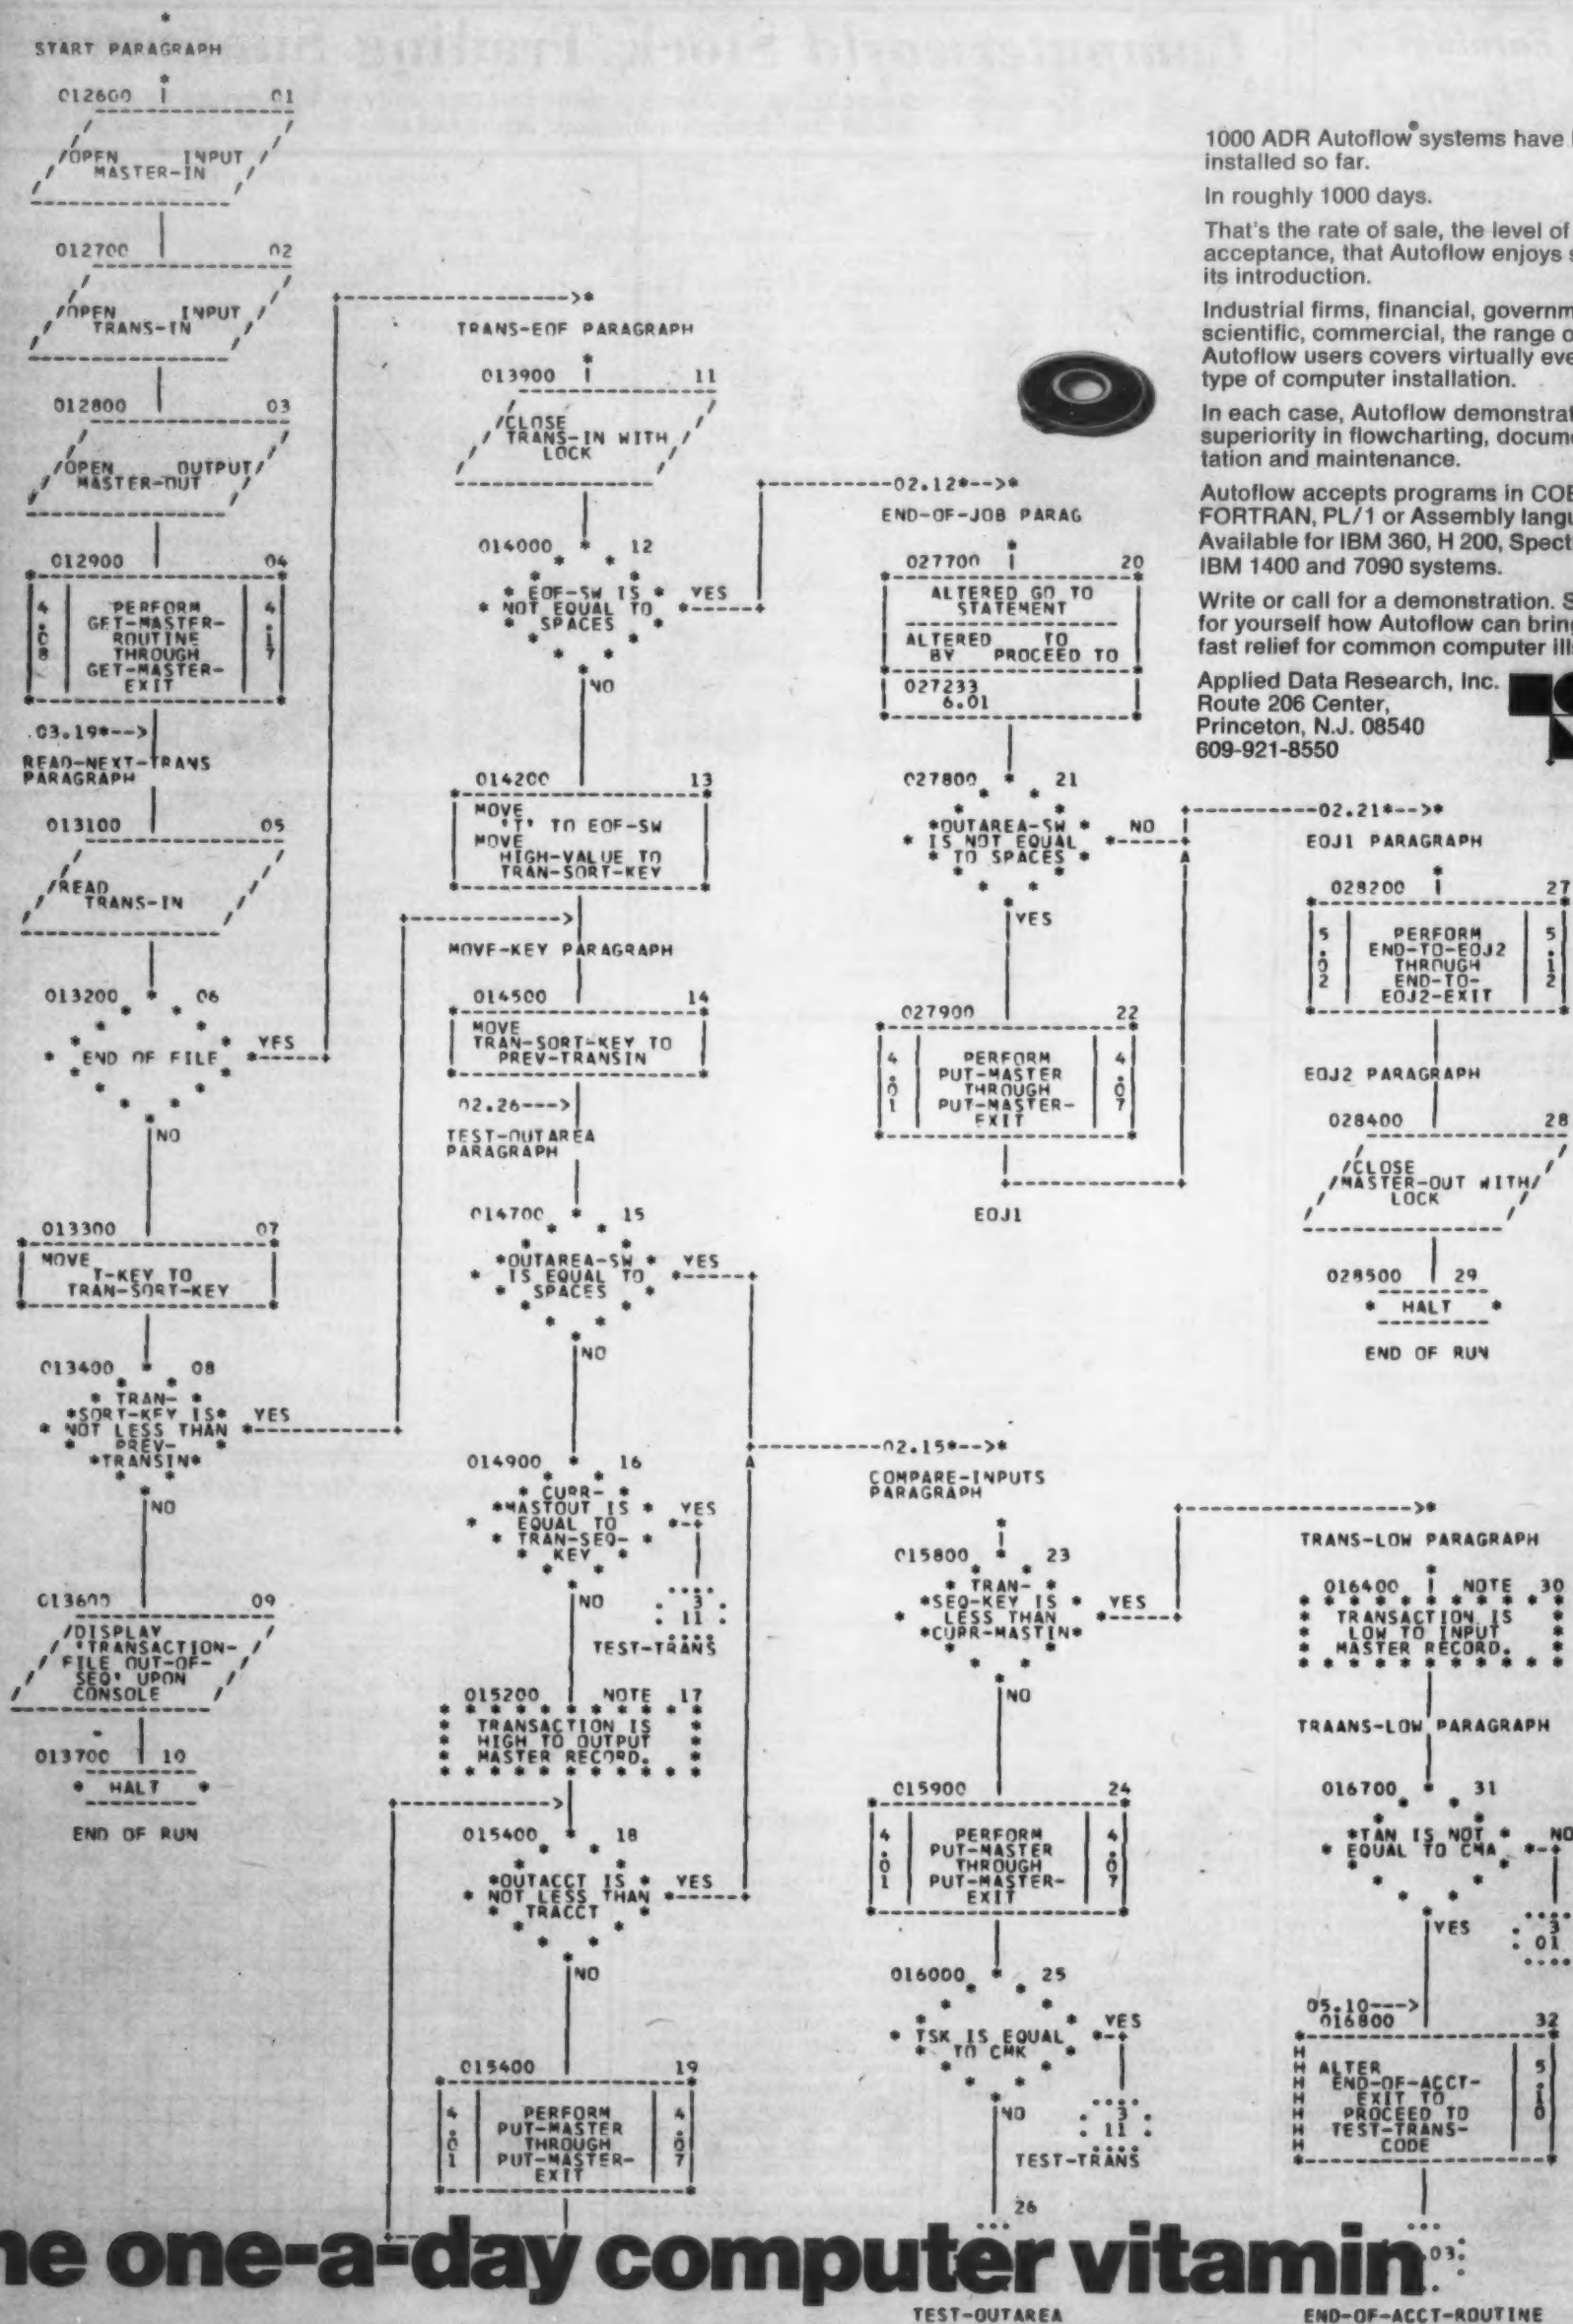 START PARAGRAPH
012600 01
/OPEN INPUT /
MASTER-IN
012700 02
/OPEN INPUT /
TRANS-IN
012800 03
/OPEN OUTPUT/
MASTER-OUT
012900 04
4.08 PERFORM 4.17
GET-MASTER-
ROUTINE
THROUGH
GET-MASTER-
EXIT
.03.19*-->
READ-NEXT-TRANS
PARAGRAPH
013100 05
/READ
TRANS-IN
013200 06
END OF FILE YES
NO
013300 07
MOVE
T-KEY TO
TRAN-SORT-KEY
013400 08
* TRAN- *
*SORT-KEY IS* YES
* NOT LESS THAN *
* PREV- *
*TRANSIN*
NO
013600 09
/DISPLAY
'TRANSACTION-
FILE OUT-OF-
SEQ' UPON
CONSOLE
013700 10
* HALT *
END OF RUN
TRANS-EOF PARAGRAPH
013900 11
/CLOSE
TRANS-IN WITH /
LOCK
014000 12
* EOF-SW IS * YES
* NOT EQUAL TO *
* SPACES *
NO
014200 13
MOVE
'T' TO EOF-SW
MOVE
HIGH-VALUE TO
TRAN-SORT-KEY
MOVE-KEY PARAGRAPH
014500 14
MOVE
TRAN-SORT-KEY TO
PREV-TRANSIN
02.26--->
TEST-OUTAREA
PARAGRAPH
014700 15
*OUTAREA-SW * YES
* IS EQUAL TO *
* SPACES *
NO
014900 16
* CURR- *
*MASTOUT IS * YES
* EQUAL TO *
* TRAN-SEQ- *
* KEY *
NO
3
11
TEST-TRANS
015200 NOTE 17
TRANSACTION IS
HIGH TO OUTPUT
MASTER RECORD.
015400 18
*OUTACCT IS * YES
* NOT LESS THAN *
* TRACCT *
NO
015400 19
4.01 PERFORM 4.07
PUT-MASTER
THROUGH
PUT-MASTER-
EXIT
02.12*-->*
END-OF-JOB PARAG
027700 20
ALTERED GO TO
STATEMENT
ALTERED TO
BY PROCEED TO
027233
6.01
027800 21
*OUTAREA-SW * NO
* IS NOT EQUAL *
* TO SPACES *
YES
027900 22
4.01 PERFORM 4.07
PUT-MASTER
THROUGH
PUT-MASTER-
EXIT
EOJ1
02.15*-->*
COMPARE-INPUTS
PARAGRAPH
015800 23
* TRAN- *
*SEQ-KEY IS * YES
* LESS THAN *
*CURR-MASTIN*
NO
015900 24
4.01 PERFORM 4.07
PUT-MASTER
THROUGH
PUT-MASTER-
EXIT
016000 25
* TSK IS EQUAL YES
* TO CMK *
NO
3
11
TEST-TRANS
26
TEST-OUTAREA
1000 ADR Autoflow® systems have
installed so far.
In roughly 1000 days.
That's the rate of sale, the level of
acceptance, that Autoflow enjoys
its introduction.
Industrial firms, financial,
scientific, commercial, the range
Autoflow users covers virtually
type of computer installation.
In each case, Autoflow
superiority in flowcharting,
tation and maintenance.
Autoflow accepts programs in
FORTRAN, PL/1 or Assembly
Available for IBM 360, H 200,
IBM 1400 and 7090 systems.
Write or call for a demonstration.
for yourself how Autoflow can bring
fast relief for common computer
Applied Data Research, Inc.
Route 206 Center,
Princeton, N.J. 08540
609-921-8550
02.21*-->*
EOJ1 PARAGRAPH
028200 27
5.02 PERFORM 5.12
END-TO-EOJ2
THROUGH
END-TO-
EOJ2-EXIT
EOJ2 PARAGRAPH
028400 28
/CLOSE
/MASTER-OUT WITH/
LOCK
028500 29
* HALT *
END OF RUN
TRANS-LOW PARAGRAPH
016400 NOTE 30
TRANSACTION IS
LOW TO INPUT
MASTER RECORD.
TRAANS-LOW PARAGRAPH
016700 31
*TAN IS NOT * NO
* EQUAL TO CMA *
YES
3
01
05.10--->
016800 32
H ALTER 5.10
H END-OF-ACCT-
H EXIT TO
H PROCEED TO
H TEST-TRANS-
H CODE
03
END-OF-ACCT-ROUTINE
one-a-day computer vitamin